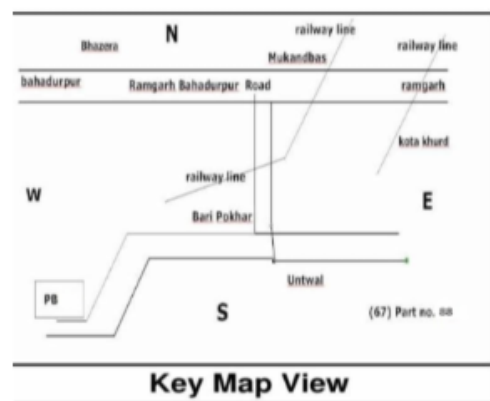 N
railway line
Bhazera
railway line
Mukandbas
bahadurpur
Ramgarh Bahadurpur Road
ramgarh
kota khurd
railway line
W
E
Bari Pokhar
Untwal
PB
S
(67) Part no. 88
Key Map View